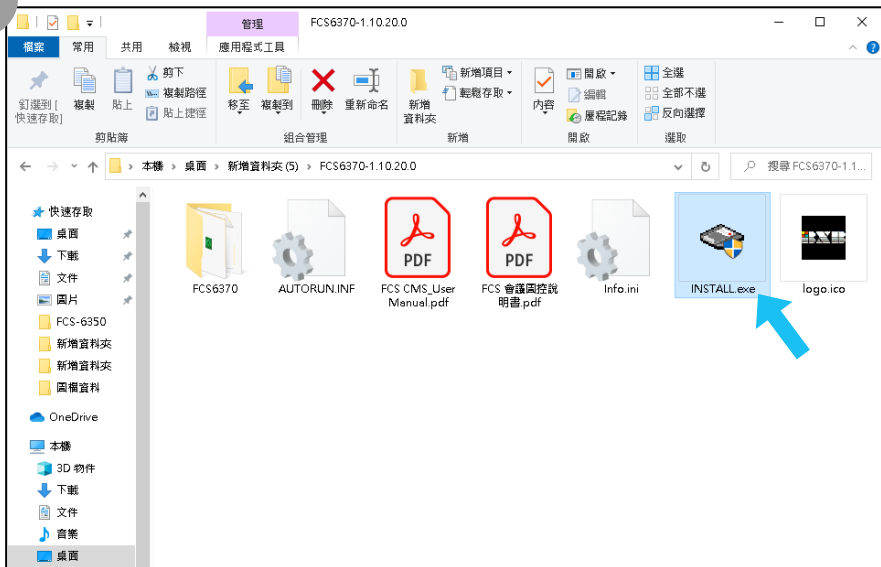 管理
FCS6370-1.10.20.0
檔案
常用
共用
檢視
應用程式工具
釘選到 [
快速存取]
複製
貼上
剪下
複製路徑
貼上捷徑
剪貼簿
移至
複製到
刪除
重新命名
組合管理
新增
資料夾
新增項目
輕鬆存取
新增
內容
開啟
編輯
歷程記錄
開啟
全選
全部不選
反向選擇
選取
本機 › 桌面 › 新增資料夾 (5) › FCS6370-1.10.20.0
搜尋 FCS6370-1.1...
快速存取
桌面
下載
文件
圖片
FCS-6350
新增資料夾
新增資料夾
圖檔資料
OneDrive
本機
3D 物件
下載
文件
音樂
桌面
FCS6370
AUTORUN.INF
PDF
FCS CMS_User
Manual.pdf
PDF
FCS 會議圖控說
明書.pdf
Info.ini
INSTALL.exe
BXB
logo.ico